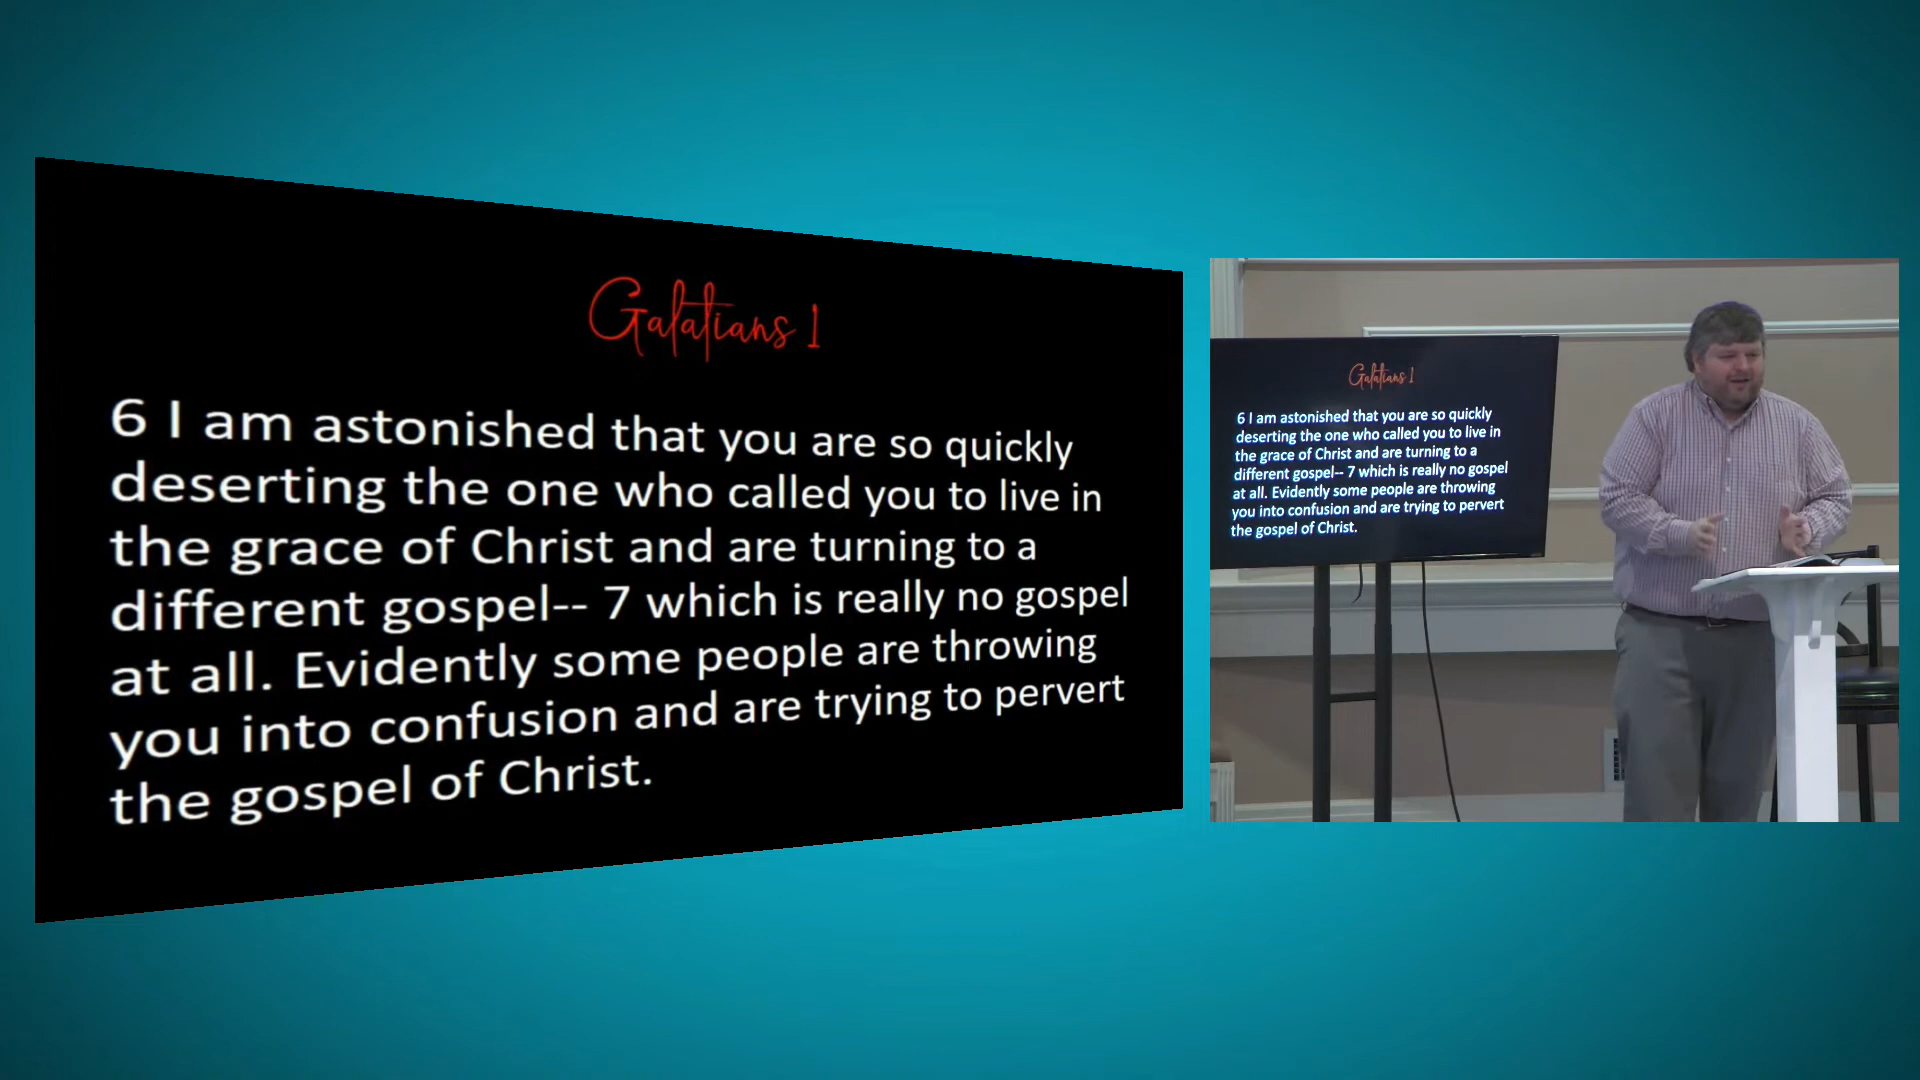 Galatians 1
6 I am astonished that you are so quickly
deserting the one who called you to live in
the grace of Christ and are turning to a
different gospel-- 7 which is really no gospel
at all. Evidently some people are throwing
you into confusion and are trying to pervert
the gospel of Christ.
Galatians 1
6 I am astonished that you are so quickly
deserting the one who called you to live in
the grace of Christ and are turning to a
different gospel-- 7 which is really no gospel
at all. Evidently some people are throwing
you into confusion and are trying to pervert
the gospel of Christ.